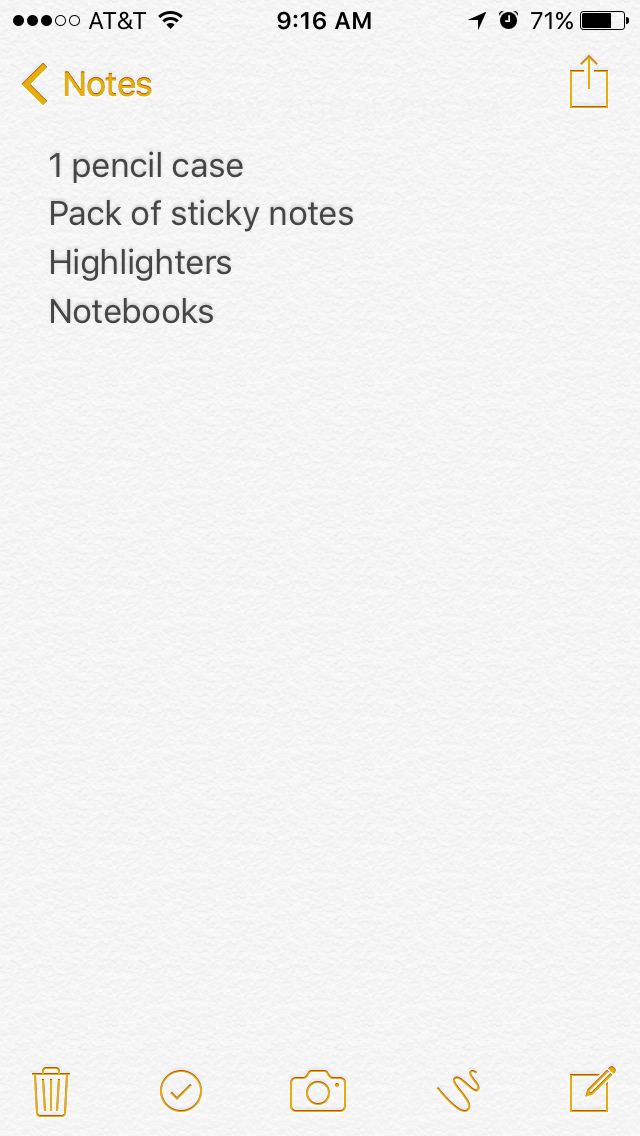 AT&T 9:16 AM 71%
Notes
1 pencil case
Pack of sticky notes
Highlighters
Notebooks